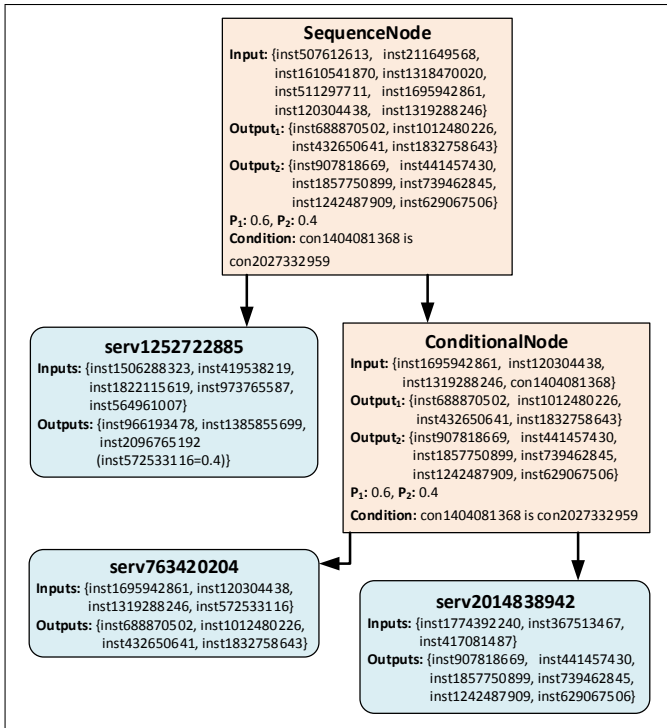 SequenceNode
Input: {inst507612613, inst211649568,
inst1610541870, inst1318470020,
inst511297711, inst1695942861,
inst120304438, inst1319288246}
Output₁: {inst688870502, inst1012480226,
inst432650641, inst1832758643}
Output₂: {inst907818669, inst441457430,
inst1857750899, inst739462845,
inst1242487909, inst629067506}
P₁: 0.6, P₂: 0.4
Condition: con1404081368 is
con2027332959
serv1252722885
Inputs: {inst1506288323, inst419538219,
inst1822115619, inst973765587,
inst564961007}
Outputs: {inst966193478, inst1385855699,
inst2096765192
(inst572533116=0.4)}
ConditionalNode
Input: {inst1695942861, inst120304438,
inst1319288246, con1404081368}
Output₁: {inst688870502, inst1012480226,
inst432650641, inst1832758643}
Output₂: {inst907818669, inst441457430,
inst1857750899, inst739462845,
inst1242487909, inst629067506}
P₁: 0.6, P₂: 0.4
Condition: con1404081368 is con2027332959
serv763420204
Inputs: {inst1695942861, inst120304438,
inst1319288246, inst572533116}
Outputs: {inst688870502, inst1012480226,
inst432650641, inst1832758643}
serv2014838942
Inputs: {inst1774392240, inst367513467,
inst417081487}
Outputs: {inst907818669, inst441457430,
inst1857750899, inst739462845,
inst1242487909, inst629067506}